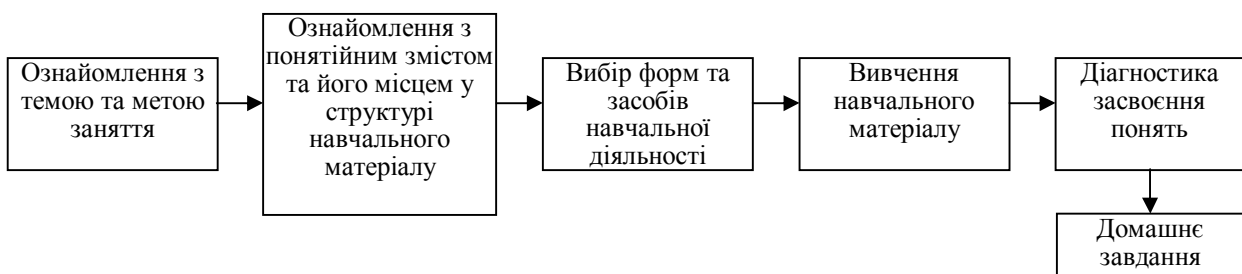 Ознайомлення з
темою та метою
заняття
Ознайомлення з
понятійним змістом
та його місцем у
структурі
навчального
матеріалу
Вибір форм та
засобів
навчальної
діяльності
Вивчення
навчального
матеріалу
Діагностика
засвоєння
понять
Домашнє
завдання